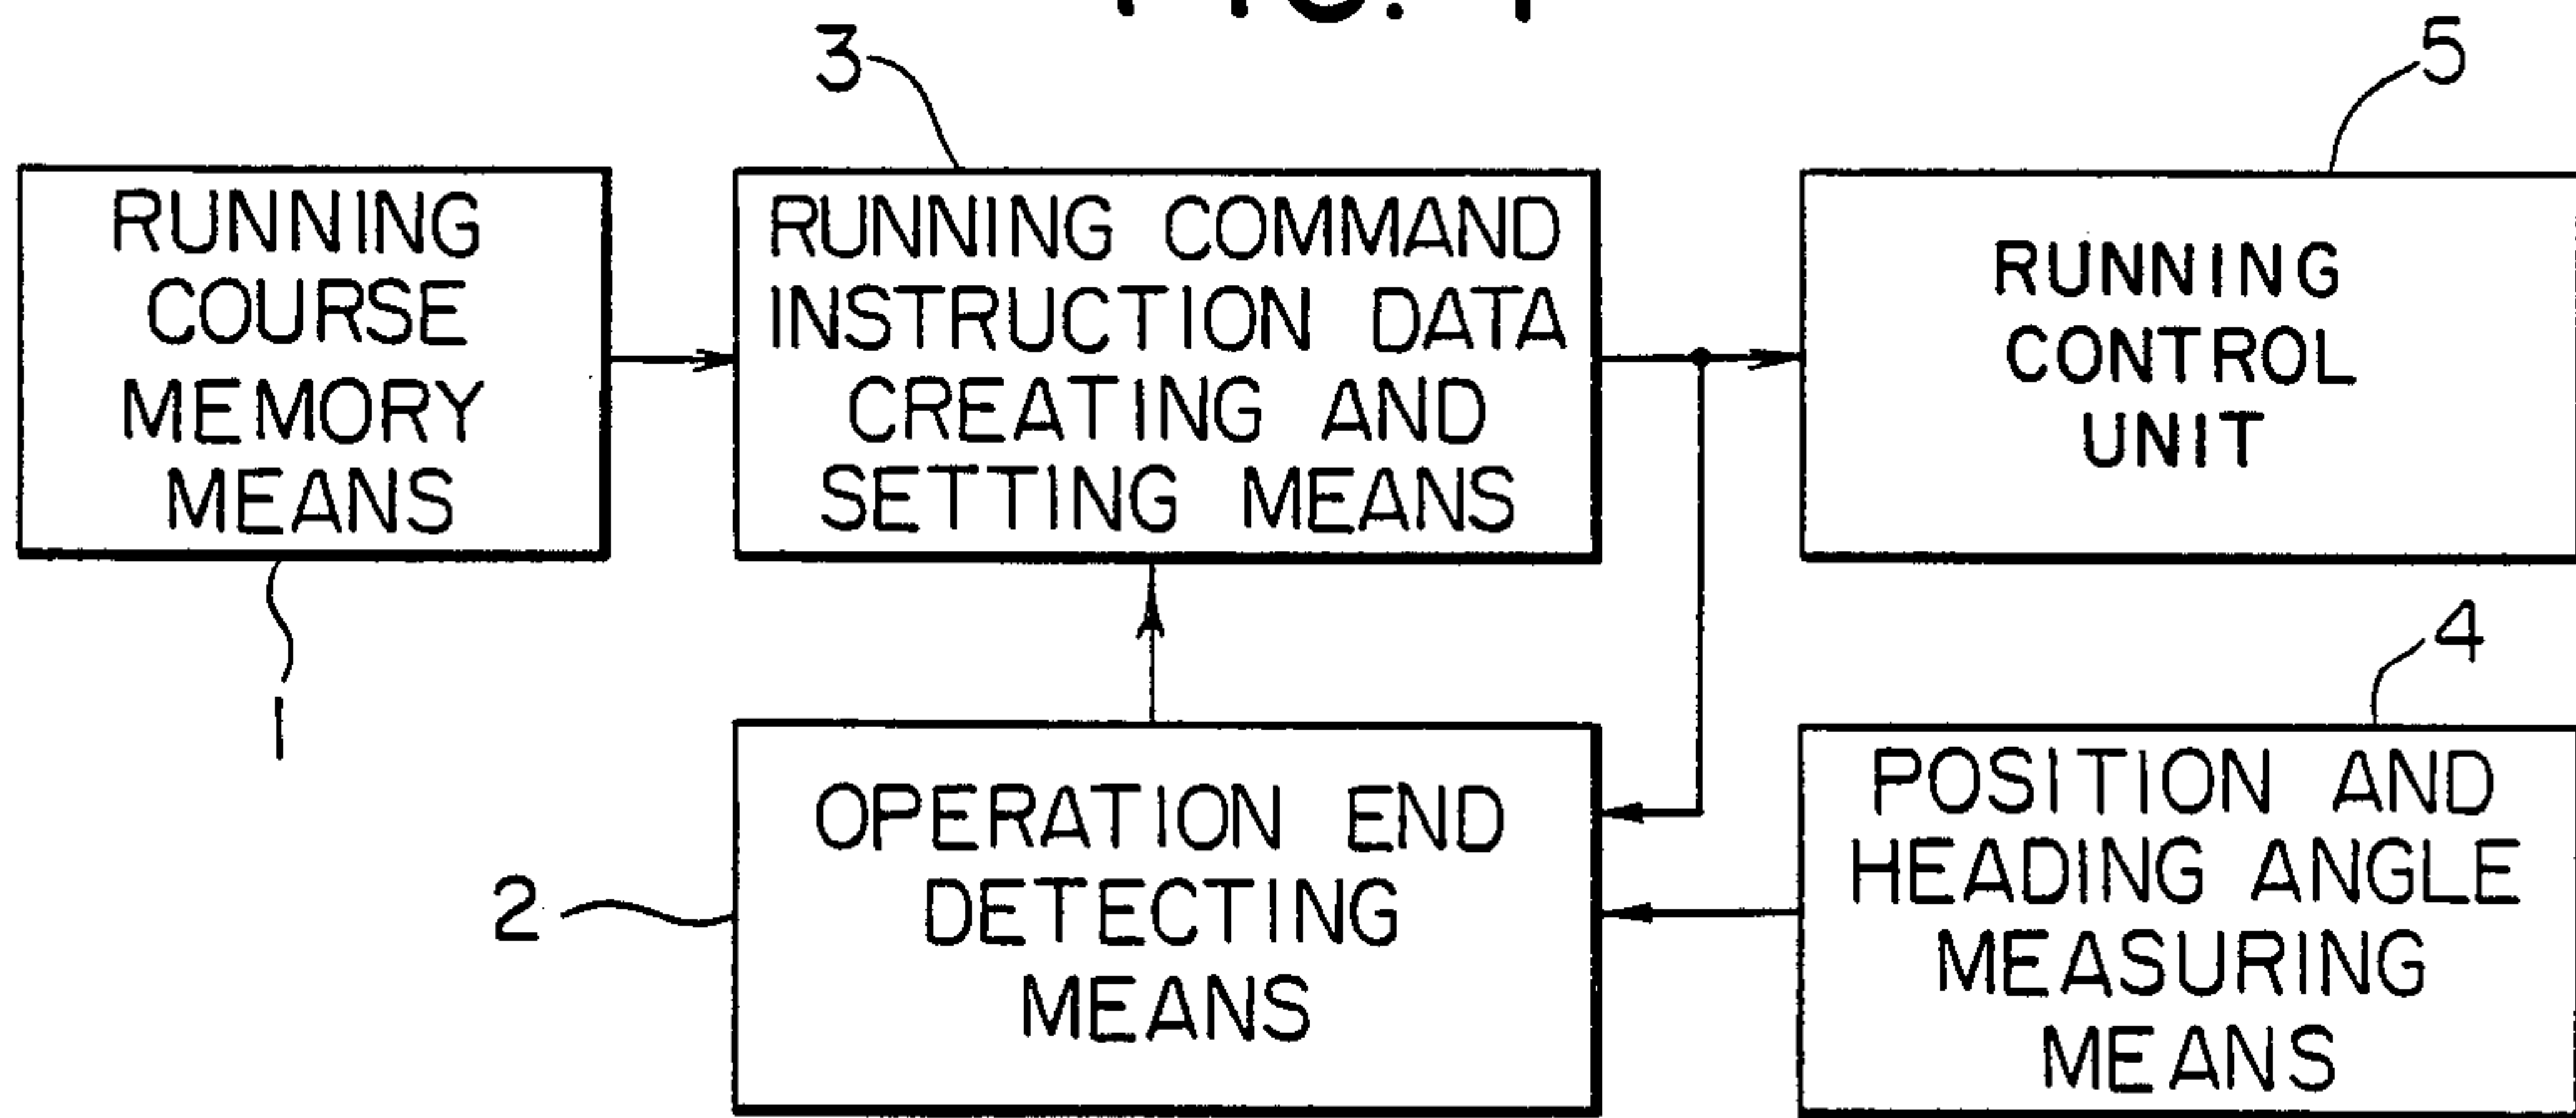 3
5
RUNNING
COURSE
MEMORY
MEANS
RUNNING COMMAND
INSTRUCTION DATA
CREATING AND
SETTING MEANS
RUNNING
CONTROL
UNIT
1
4
2
OPERATION END
DETECTING
MEANS
POSITION AND
HEADING ANGLE
MEASURING
MEANS